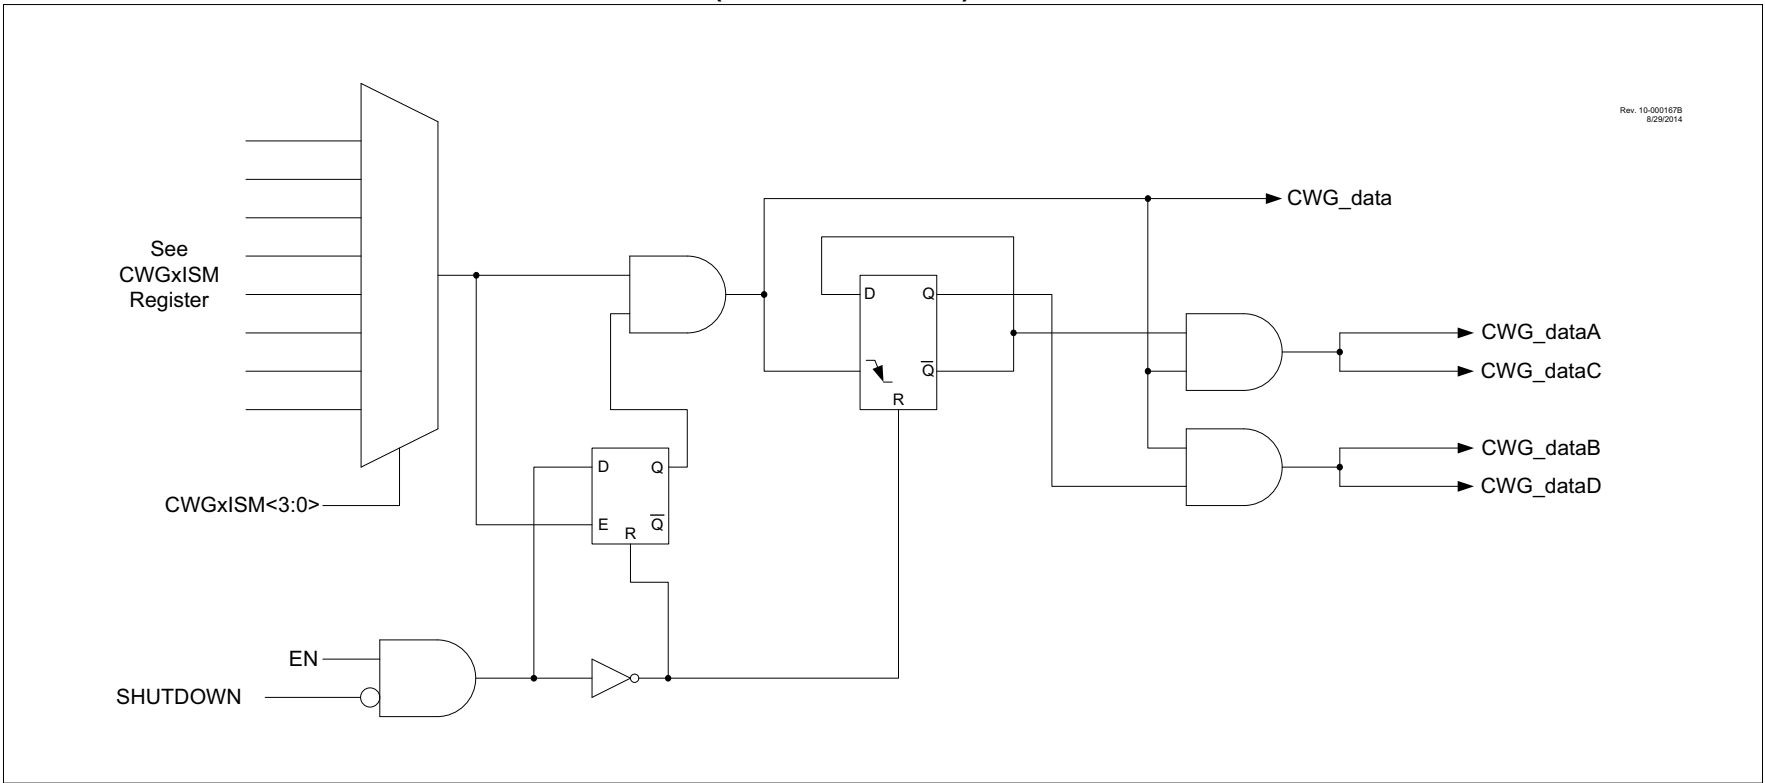 Rev. 10-000167B
8/29/2014
CWG_data
See
CWGxISM
Register
D
Q
Q
R
CWG_dataA
CWG_dataC
CWG_dataB
CWG_dataD
D
Q
E
Q
R
CWGxISM<3:0>
EN
SHUTDOWN